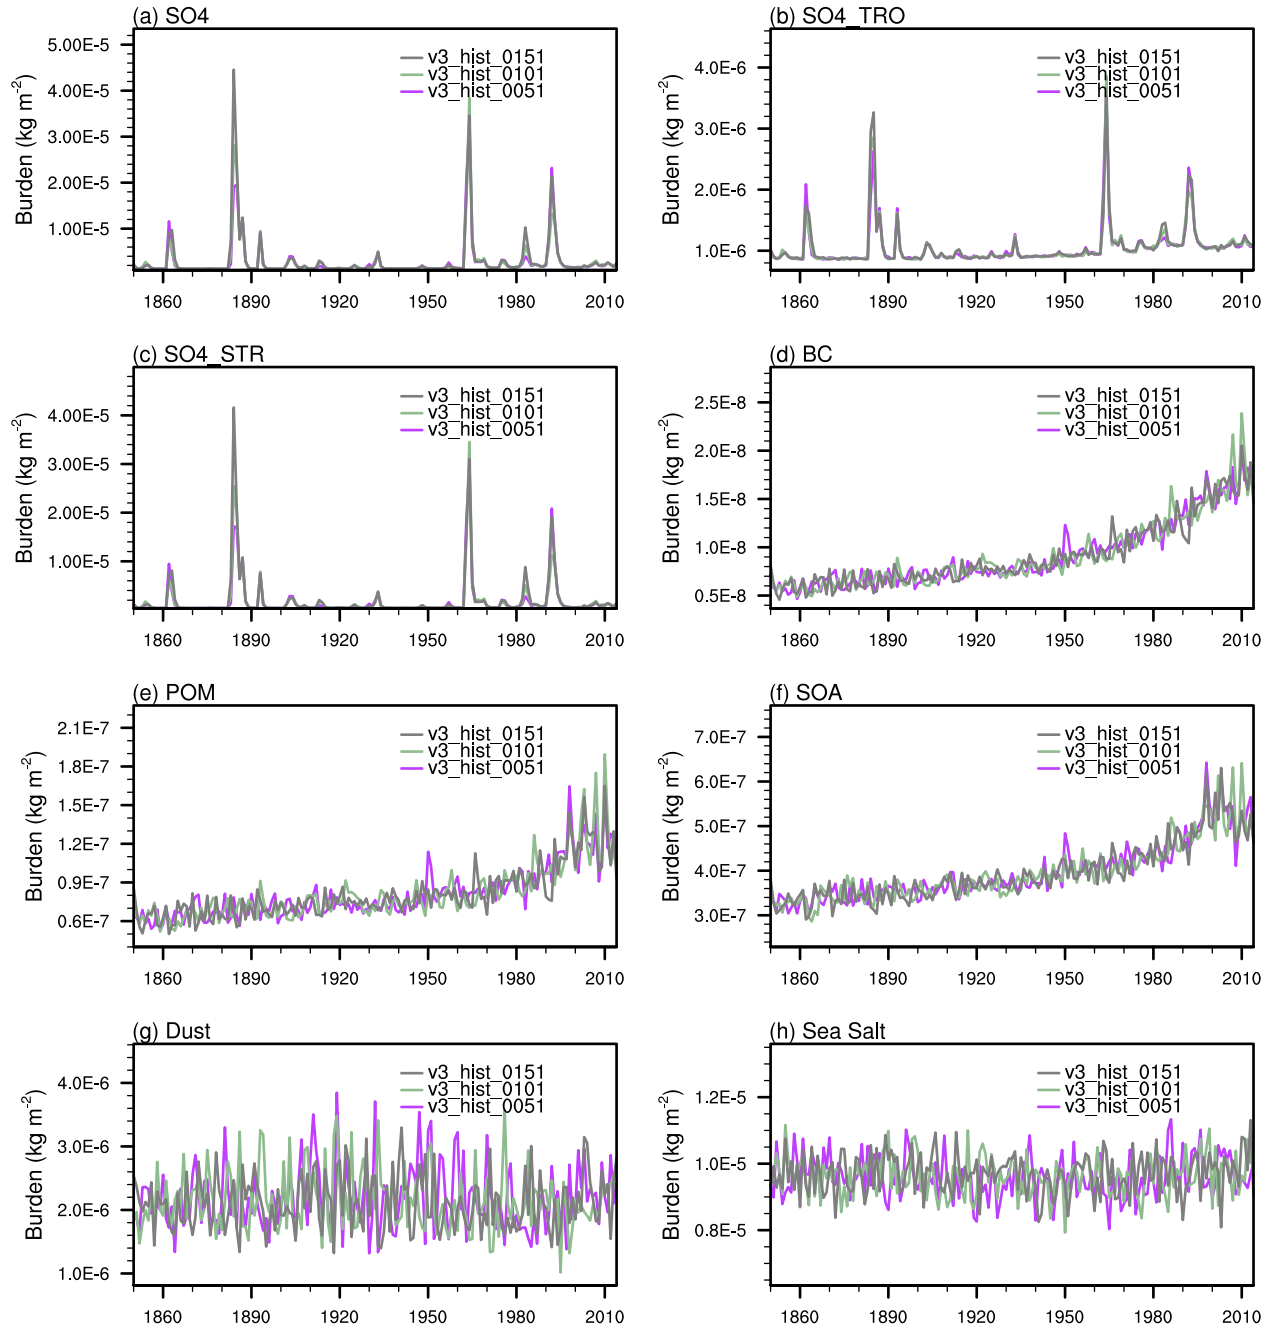 (a) SO4
Burden (kg m-2)
5.00E-5
4.00E-5
3.00E-5
2.00E-5
1.00E-5
v3_hist_0151
v3_hist_0101
v3_hist_0051
1860 1890 1920 1950 1980 2010
(b) SO4_TRO
Burden (kg m-2)
4.0E-6
3.0E-6
2.0E-6
1.0E-6
v3_hist_0151
v3_hist_0101
v3_hist_0051
1860 1890 1920 1950 1980 2010
(c) SO4_STR
Burden (kg m-2)
4.00E-5
3.00E-5
2.00E-5
1.00E-5
v3_hist_0151
v3_hist_0101
v3_hist_0051
1860 1890 1920 1950 1980 2010
(d) BC
Burden (kg m-2)
2.5E-8
2.0E-8
1.5E-8
1.0E-8
0.5E-8
v3_hist_0151
v3_hist_0101
v3_hist_0051
1860 1890 1920 1950 1980 2010
(e) POM
Burden (kg m-2)
2.1E-7
1.8E-7
1.5E-7
1.2E-7
0.9E-7
0.6E-7
v3_hist_0151
v3_hist_0101
v3_hist_0051
1860 1890 1920 1950 1980 2010
(f) SOA
Burden (kg m-2)
7.0E-7
6.0E-7
5.0E-7
4.0E-7
3.0E-7
v3_hist_0151
v3_hist_0101
v3_hist_0051
1860 1890 1920 1950 1980 2010
(g) Dust
Burden (kg m-2)
4.0E-6
3.0E-6
2.0E-6
1.0E-6
v3_hist_0151
v3_hist_0101
v3_hist_0051
1860 1890 1920 1950 1980 2010
(h) Sea Salt
Burden (kg m-2)
1.2E-5
1.0E-5
0.8E-5
v3_hist_0151
v3_hist_0101
v3_hist_0051
1860 1890 1920 1950 1980 2010